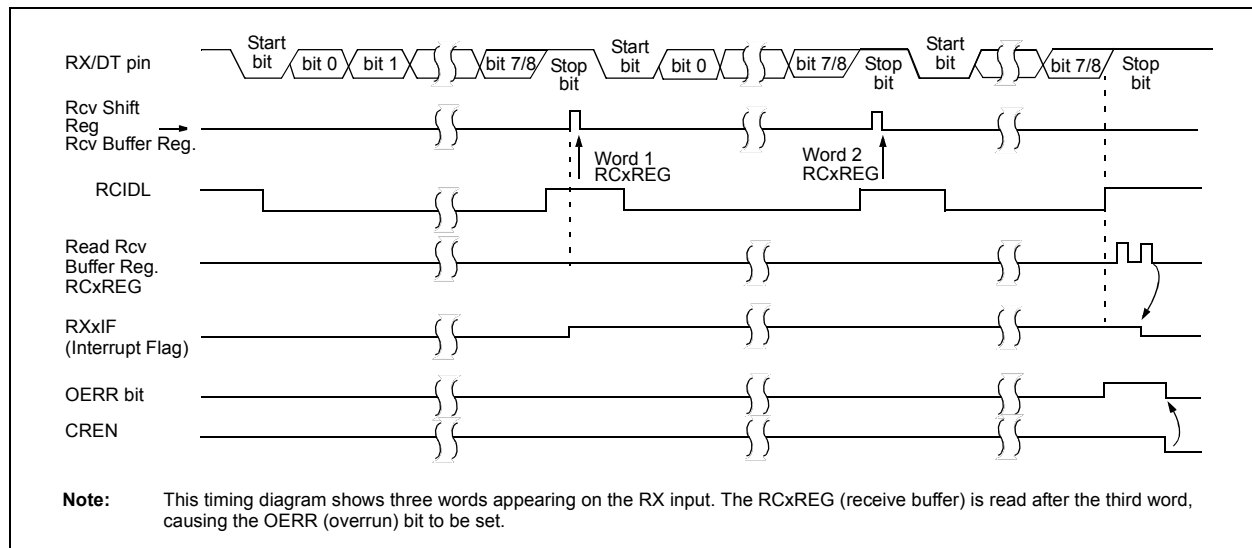 RX/DT pin
Start
bit
bit 0
bit 1
bit 7/8
Stop
bit
Start
bit
bit 0
bit 7/8
Stop
bit
Start
bit
bit 7/8
Stop
bit
Rcv Shift
Reg
Rcv Buffer Reg.
Word 1
RCxREG
Word 2
RCxREG
RCIDL
Read Rcv
Buffer Reg.
RCxREG
RXxIF
(Interrupt Flag)
OERR bit
CREN
Note: This timing diagram shows three words appearing on the RX input. The RCxREG (receive buffer) is read after the third word,
causing the OERR (overrun) bit to be set.